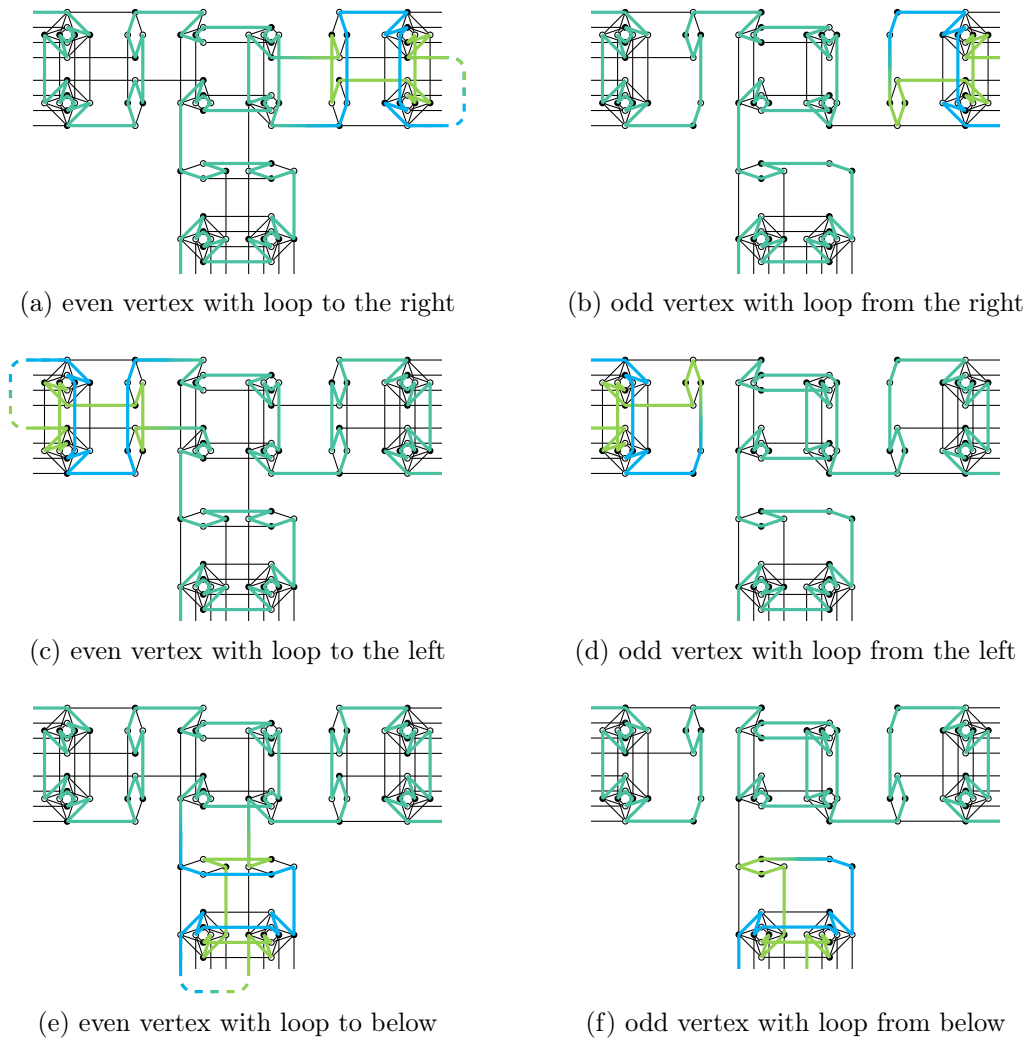 (a) even vertex with loop to the right
(b) odd vertex with loop from the right
(c) even vertex with loop to the left
(d) odd vertex with loop from the left
(e) even vertex with loop to below
(f) odd vertex with loop from below